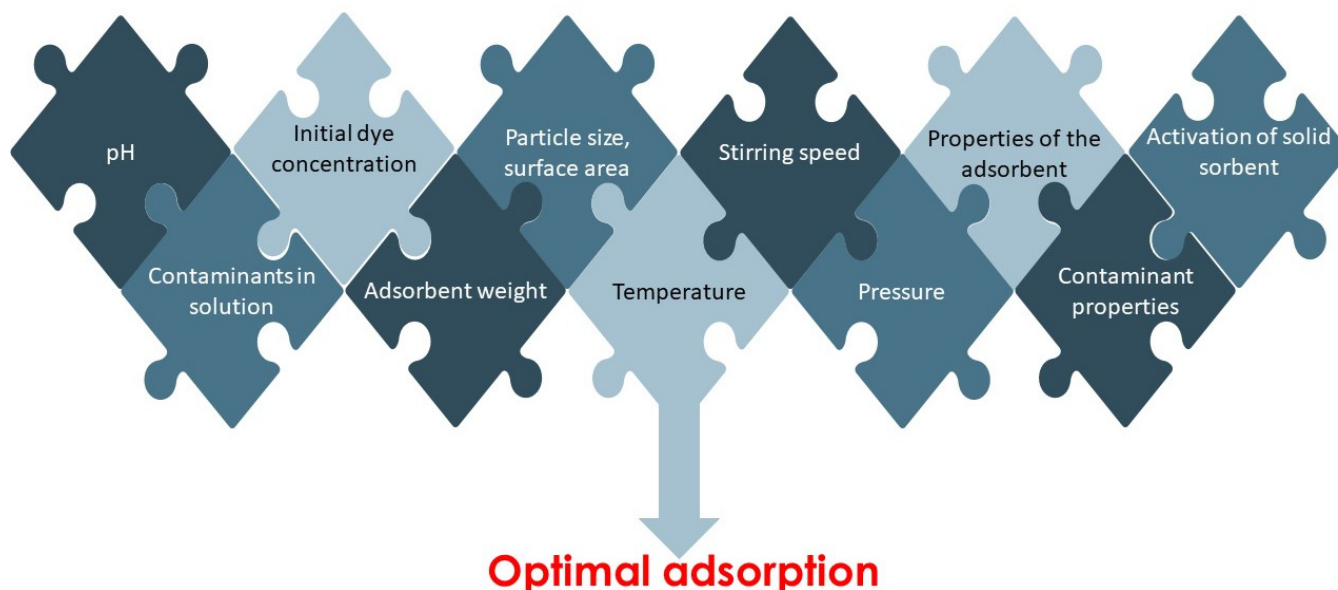 pH
Initial dye
concentration
Particle size,
surface area
Stirring speed
Properties of the
adsorbent
Activation of solid
sorbent
Contaminants in
solution
Adsorbent weight
Temperature
Pressure
Contaminant
properties
Optimal adsorption